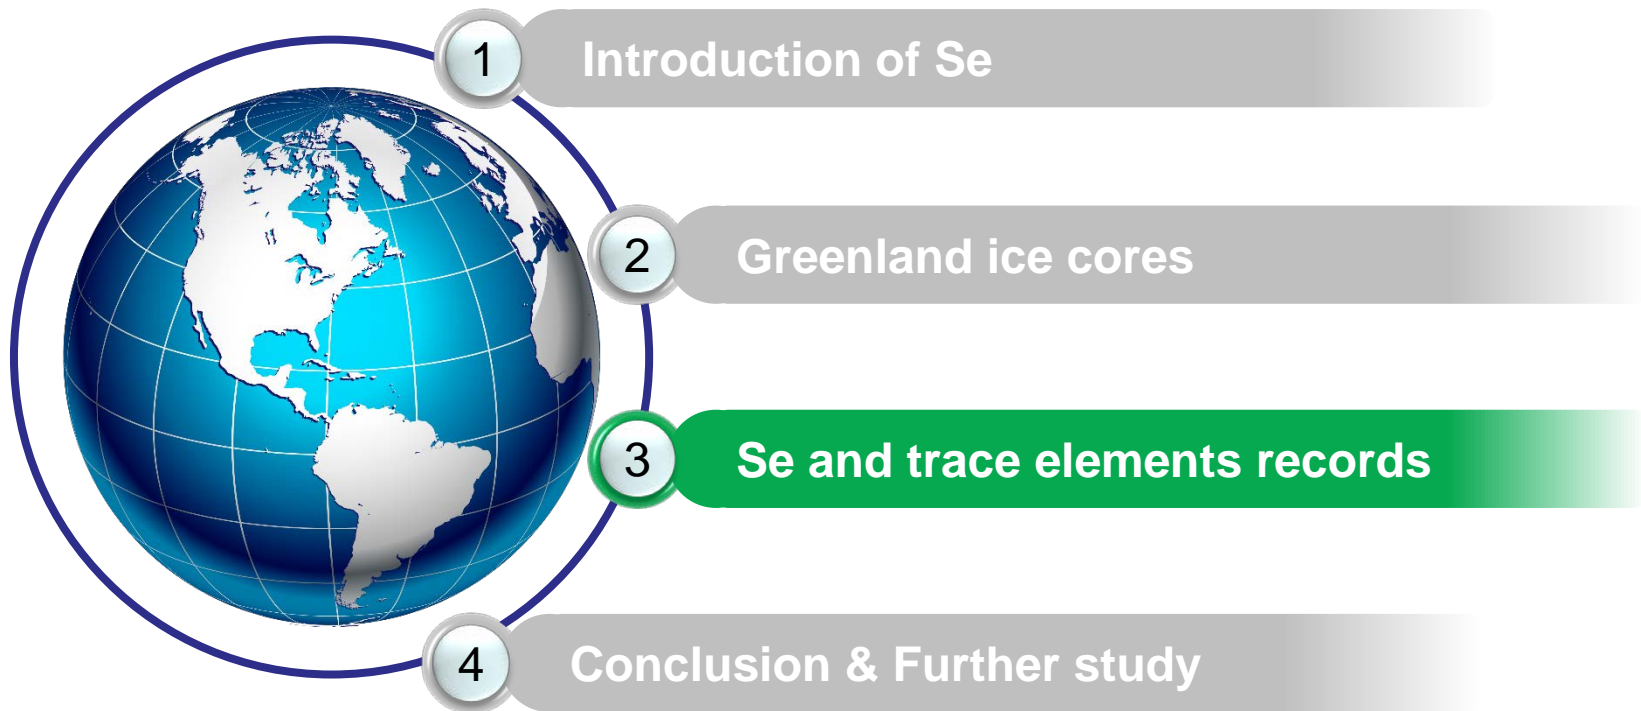 1 Introduction of Se
2 Greenland ice cores
3 Se and trace elements records
4 Conclusion & Further study